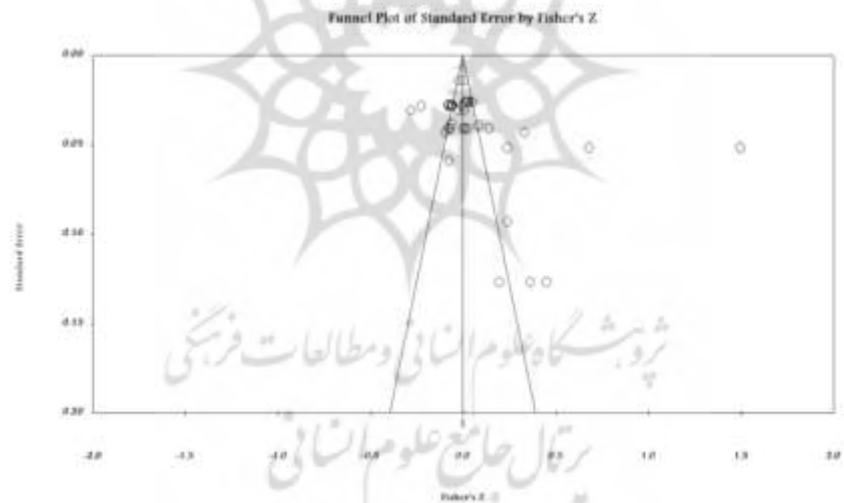 Funnel Plot of Standard Error by Fisher's Z
0.00
0.05
0.10
0.15
0.20
Standard Error
-2.0 -1.5 -1.0 -0.5 0.0 0.5 1.0 1.5 2.0
Fisher's Z
پژوهشگاه علوم انسانی و مطالعات فرهنگی
پرتال جامع علوم انسانی